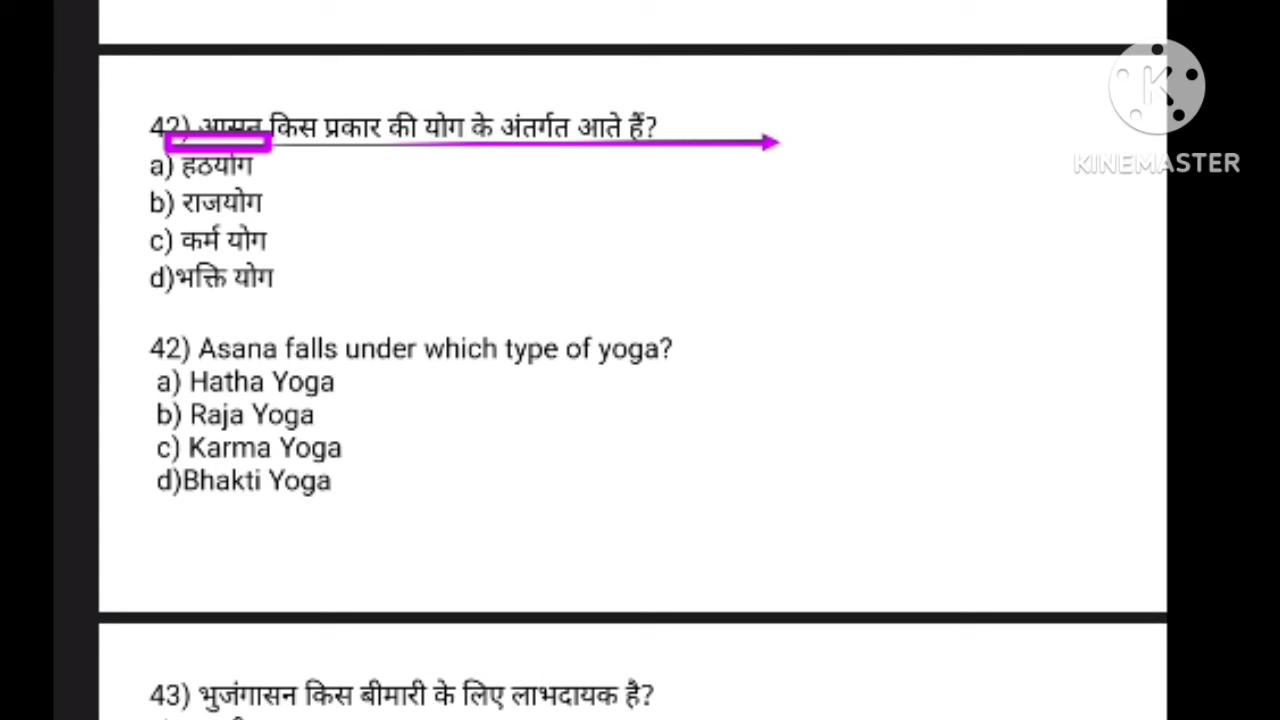 42) आसन किस प्रकार की योग के अंतर्गत आते हैं?
a) हठयोग
b) राजयोग
c) कर्म योग
d)भक्ति योग
42) Asana falls under which type of yoga?
a) Hatha Yoga
b) Raja Yoga
c) Karma Yoga
d)Bhakti Yoga
43) भुजंगासन किस बीमारी के लिए लाभदायक है?
KINEMASTER